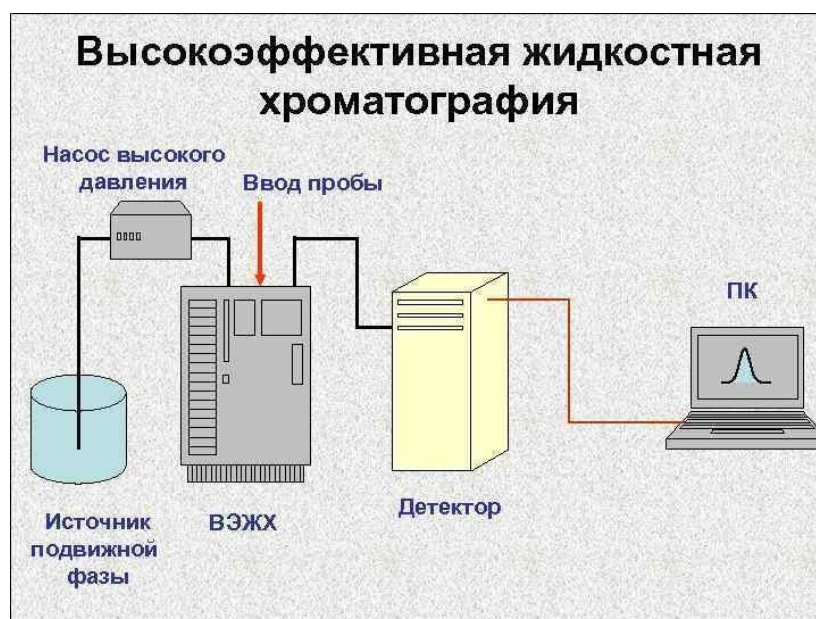 Высокоэффективная жидкостная
хроматография
Насос высокого
давления
Ввод пробы
ПК
Детектор
ВЭЖХ
Источник
подвижной
фазы